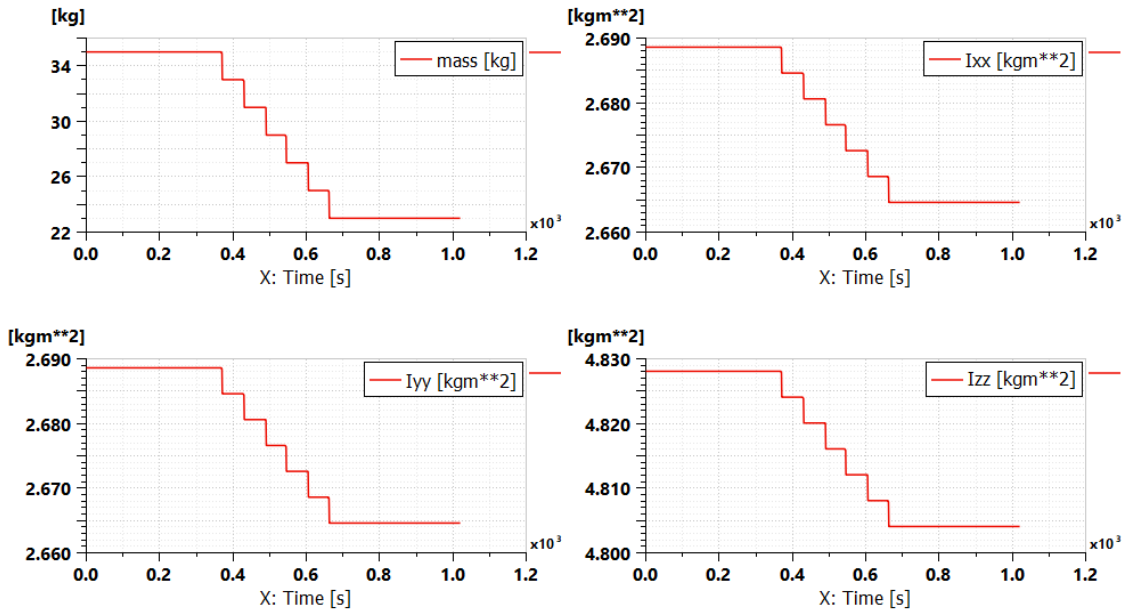 [kg]
mass [kg]
34
30
26
22
0.0 0.2 0.4 0.6 0.8 1.0 1.2
x10³
X: Time [s]
[kgm**2]
Ixx [kgm**2]
2.690
2.680
2.670
2.660
0.0 0.2 0.4 0.6 0.8 1.0 1.2
x10³
X: Time [s]
[kgm**2]
Iyy [kgm**2]
2.690
2.680
2.670
2.660
0.0 0.2 0.4 0.6 0.8 1.0 1.2
x10³
X: Time [s]
[kgm**2]
Izz [kgm**2]
4.830
4.820
4.810
4.800
0.0 0.2 0.4 0.6 0.8 1.0 1.2
x10³
X: Time [s]